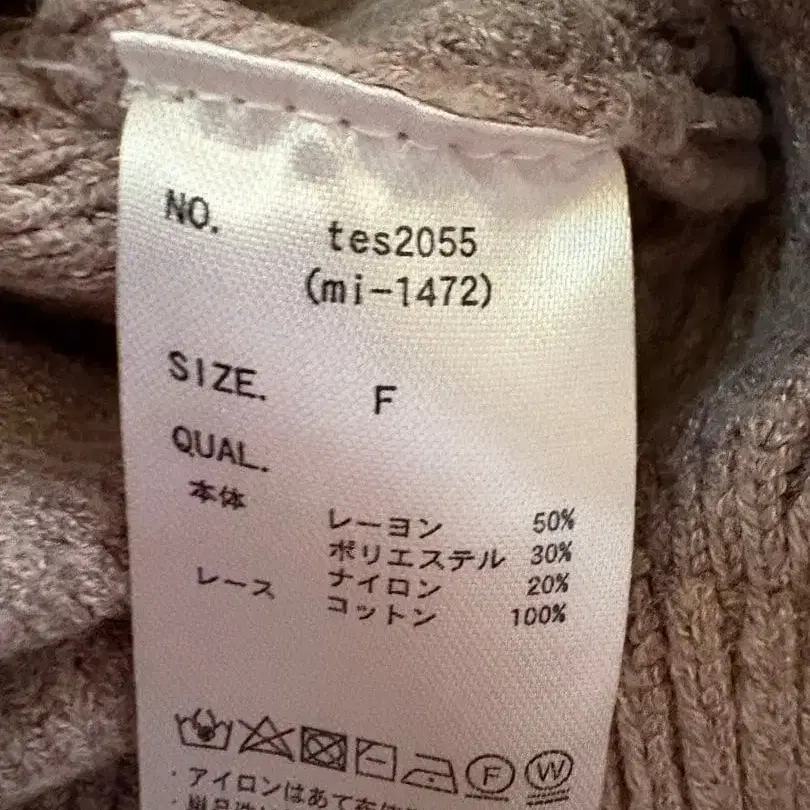 NO.
tes2055
(mi-1472)
SIZE. F
QUAL.
本体
レーヨン 50%
ポリエステル 30%
ナイロン 20%
レース コットン 100%
F W
・アイロンはあて布使